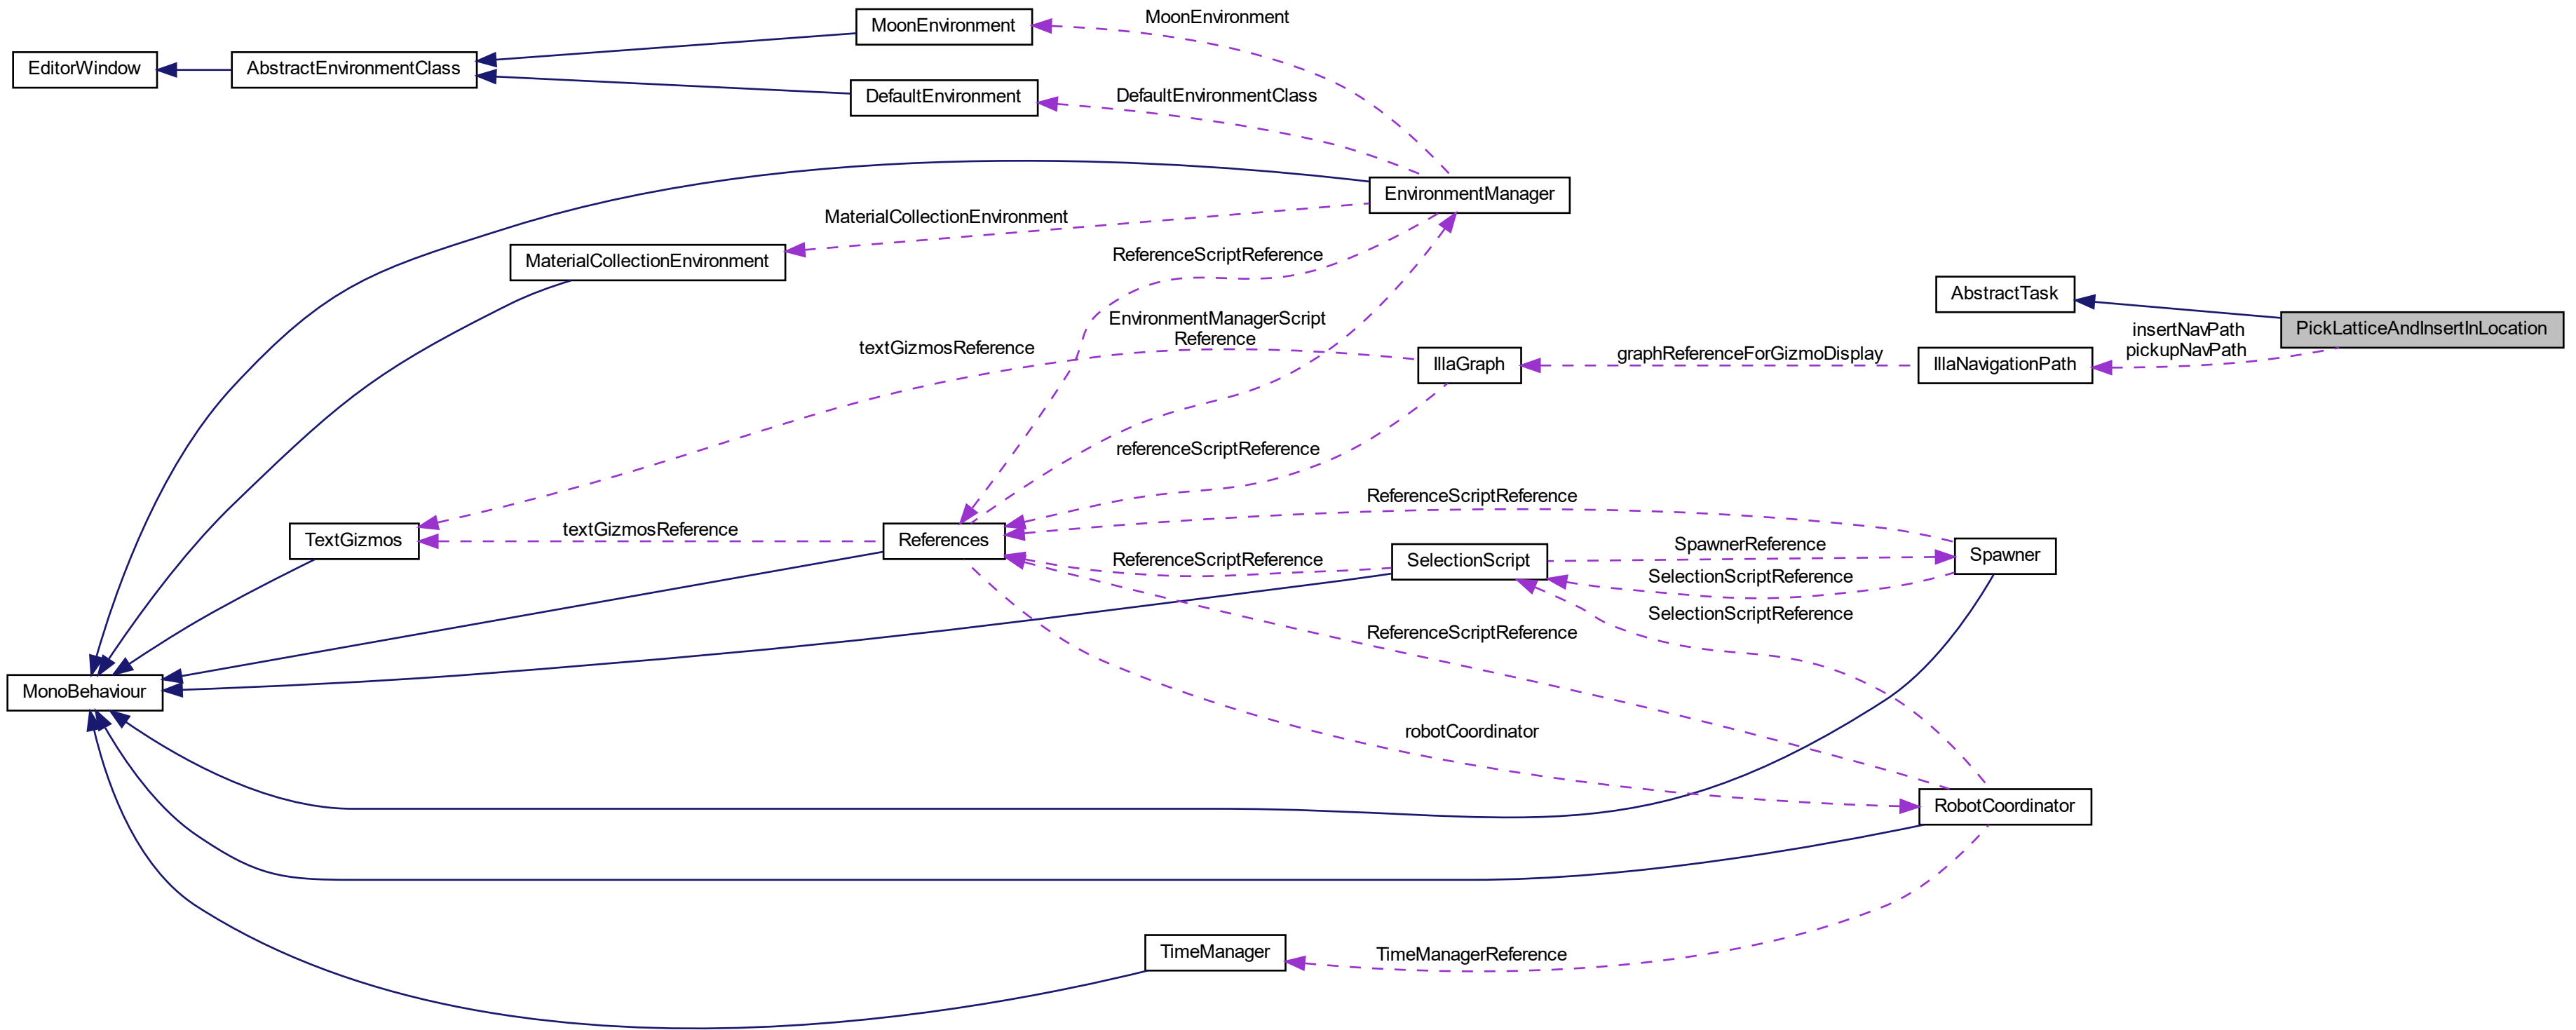 MoonEnvironment
MoonEnvironment
EditorWindow
AbstractEnvironmentClass
DefaultEnvironment
DefaultEnvironmentClass
EnvironmentManager
MaterialCollectionEnvironment
MaterialCollectionEnvironment
ReferenceScriptReference
AbstractTask
EnvironmentManagerScript
Reference
PickLatticeAndInsertInLocation
insertNavPath
pickupNavPath
textGizmosReference
graphReferenceForGizmoDisplay
IllaGraph
IllaNavigationPath
referenceScriptReference
ReferenceScriptReference
TextGizmos
textGizmosReference
References
ReferenceScriptReference
SelectionScript
SpawnerReference
Spawner
SelectionScriptReference
SelectionScriptReference
ReferenceScriptReference
MonoBehaviour
robotCoordinator
RobotCoordinator
TimeManager
TimeManagerReference